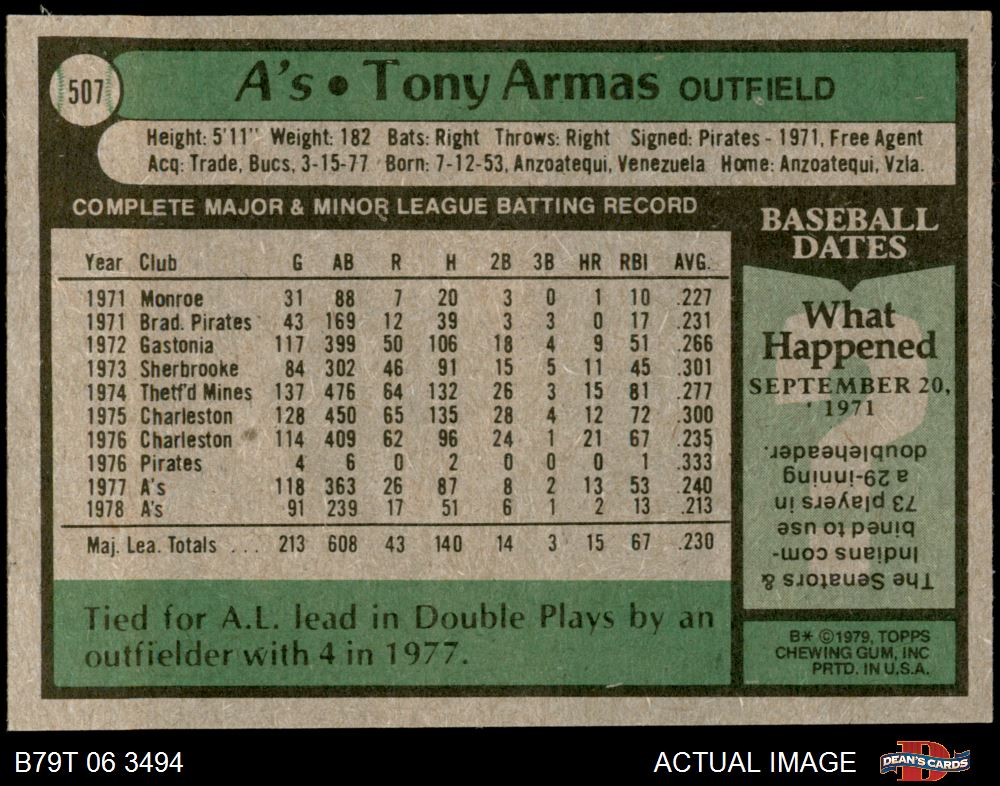 507
A's • Tony Armas OUTFIELD
Height: 5'11" Weight: 182 Bats: Right Throws: Right Signed: Pirates - 1971, Free Agent
Acq: Trade, Bucs, 3-15-77 Born: 7-12-53, Anzoatequi, Venezuela Home: Anzoatequi, Vzla.
COMPLETE MAJOR & MINOR LEAGUE BATTING RECORD
Year Club G AB R H 2B 3B HR RBI AVG.
1971 Monroe 31 88 7 20 3 0 1 10 .227
1971 Brad. Pirates 43 169 12 39 3 3 0 17 .231
1972 Gastonia 117 399 50 106 18 4 9 51 .266
1973 Sherbrooke 84 302 46 91 15 5 11 45 .301
1974 Thetf'd Mines 137 476 64 132 26 3 15 81 .277
1975 Charleston 128 450 65 135 28 4 12 72 .300
1976 Charleston 114 409 62 96 24 1 21 67 .235
1976 Pirates 4 6 0 2 0 0 0 1 .333
1977 A's 118 363 26 87 8 2 13 53 .240
1978 A's 91 239 17 51 6 1 2 13 .213
Maj. Lea. Totals ... 213 608 43 140 14 3 15 67 .230
Tied for A.L. lead in Double Plays by an
outfielder with 4 in 1977.
BASEBALL
DATES
What
Happened
SEPTEMBER 20,
1971
The Senators &
Indians com-
bined to use
73 players in
a 29-inning
doubleheader.
B* ©1979, TOPPS
CHEWING GUM, INC
PRTD. IN U.S.A.
B79T 06 3494
ACTUAL IMAGE
DEAN'S CARDS